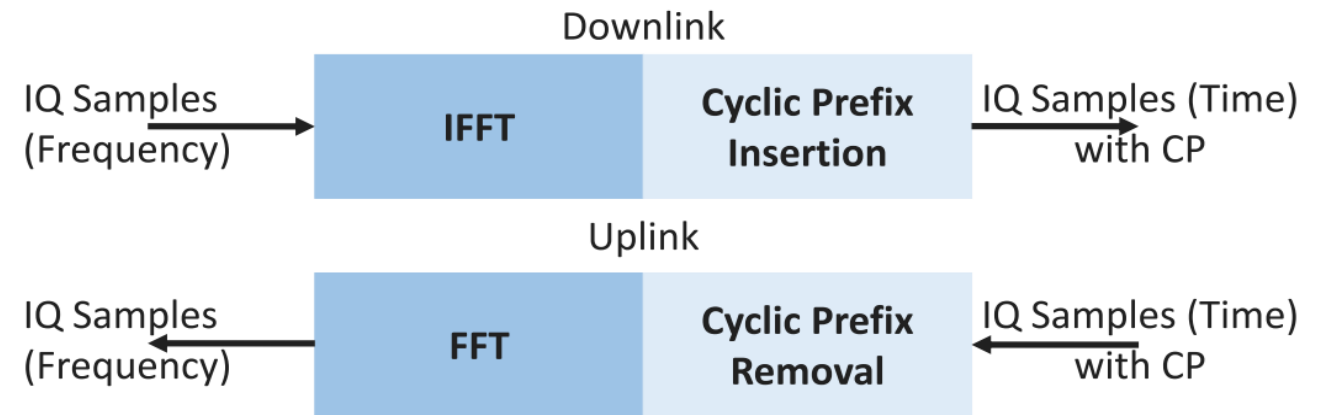 Downlink
IQ Samples
(Frequency)
IFFT
Cyclic Prefix
Insertion
IQ Samples (Time)
with CP
Uplink
IQ Samples
(Frequency)
FFT
Cyclic Prefix
Removal
IQ Samples (Time)
with CP